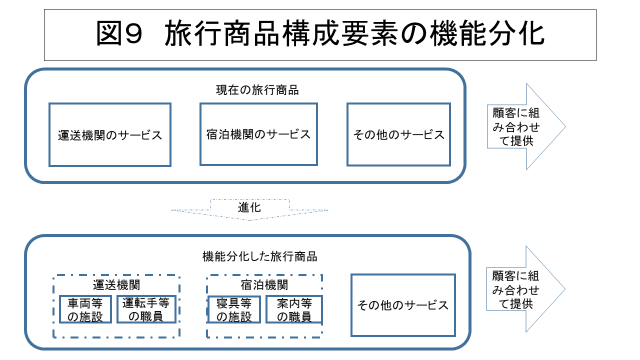 図９　旅行商品構成要素の機能分化
現在の旅行商品
運送機関のサービス
宿泊機関のサービス
その他のサービス
顧客に組
み合わせ
て提供
進化
機能分化した旅行商品
運送機関
車両等
の施設
運転手等
の職員
宿泊機関
寝具等
の施設
案内等
の職員
その他のサービス
顧客に組
み合わせ
て提供